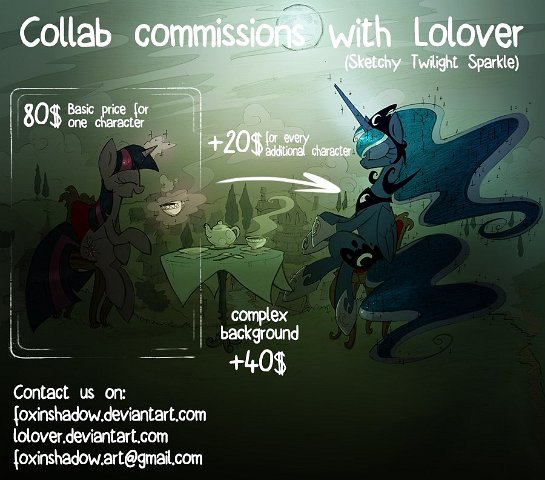 Collab commissions with Lolover
(Sketchy Twilight Sparkle)
80$ Basic price for
one character
+20$ for every
additional character
complex
background
+40$
Contact us on:
foxinshadow.deviantart.com
lolover.deviantart.com
foxinshadow.art@gmail.com